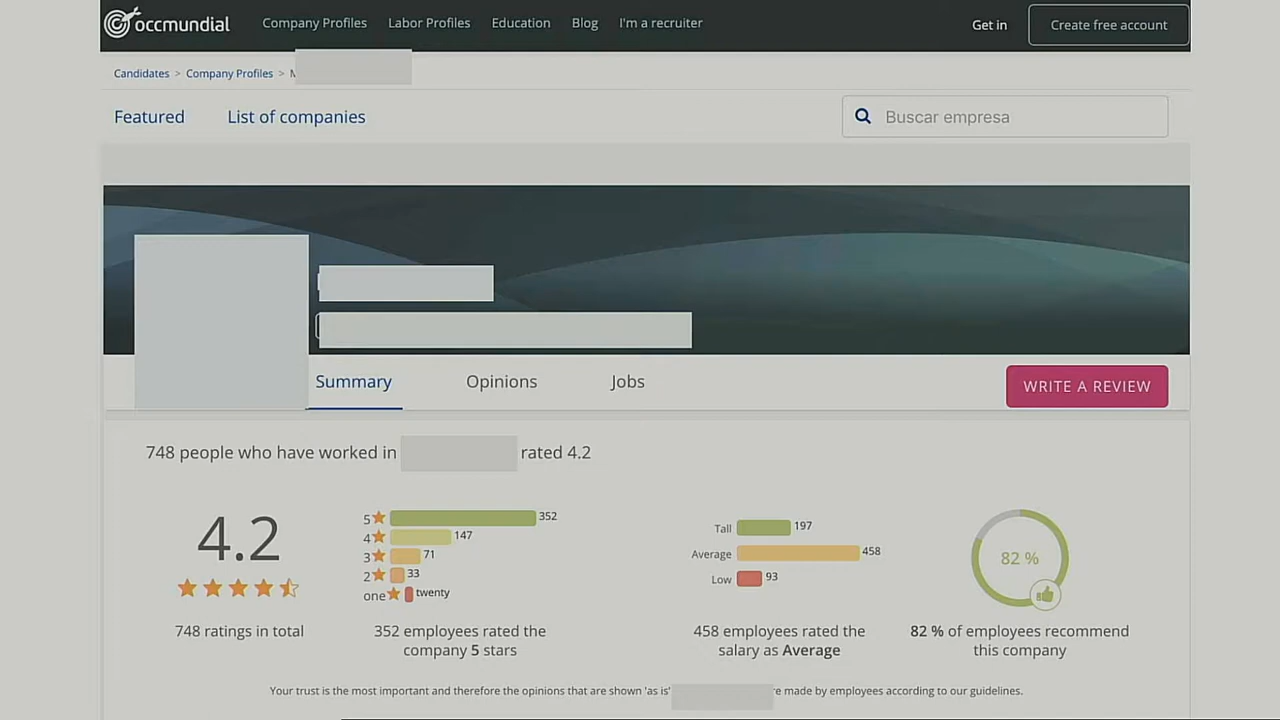 occmundial Company Profiles Labor Profiles Education Blog I'm a recruiter Get in Create free account
Candidates > Company Profiles > M
Featured List of companies Buscar empresa
Summary Opinions Jobs WRITE A REVIEW
748 people who have worked in rated 4.2
4.2
5 352
4 147
3 71
2 33
one twenty
748 ratings in total
352 employees rated the
company 5 stars
Tall 197
Average 458
Low 93
458 employees rated the
salary as Average
82 %
82 % of employees recommend
this company
Your trust is the most important and therefore the opinions that are shown 'as is' e made by employees according to our guidelines.